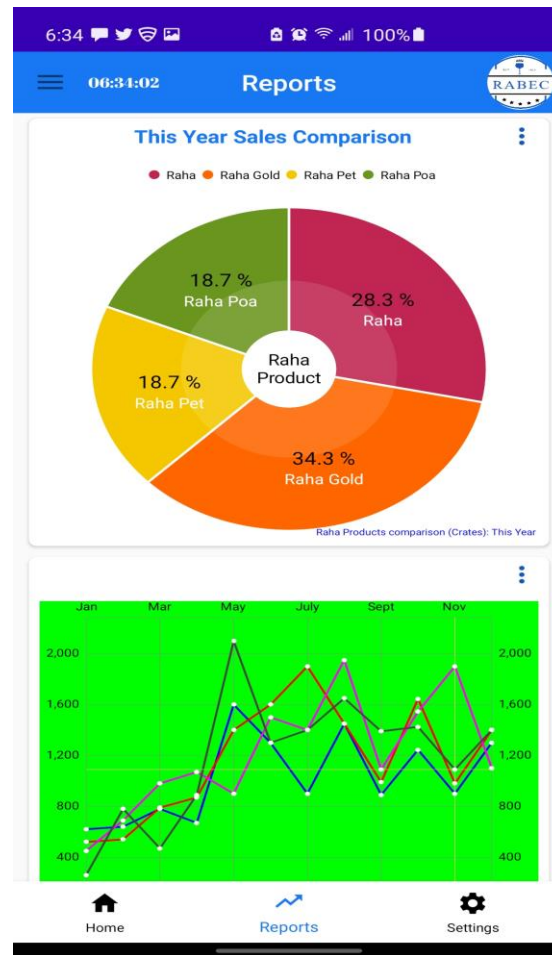 6:34 100%
06:34:02 Reports RABEC
This Year Sales Comparison
Raha Raha Gold Raha Pet Raha Poa
18.7 %
Raha Poa
28.3 %
Raha
Raha
Product
18.7 %
Raha Pet
34.3 %
Raha Gold
Raha Products comparison (Crates): This Year
Jan Mar May July Sept Nov
2,000 2,000
1,600 1,600
1,200 1,200
800 800
400 400
Home Reports Settings